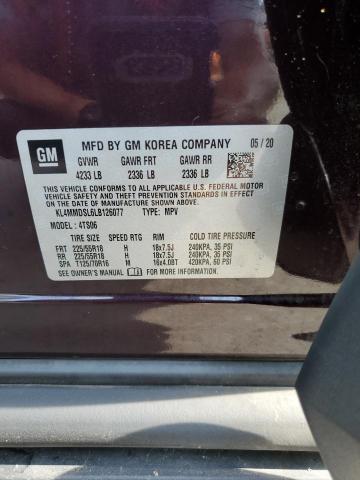 GM
MFD BY GM KOREA COMPANY 05/20
GVWR GAWR FRT GAWR RR
4233 LB 2336 LB 2336 LB
THIS VEHICLE CONFORMS TO ALL APPLICABLE U.S. FEDERAL MOTOR
VEHICLE SAFETY STANDARDS IN EFFECT ON THE DATE OF
MANUFACTURE SHOWN ABOVE.
KL4MMDSL6LB126077 TYPE: MPV
MODEL: 4TS06
TIRE SIZE SPEED RTG RIM COLD TIRE PRESSURE
FRT 225/55R18 H 18x7.5J 240KPA, 35 PSI
RR 225/55R18 H 18x7.5J 240KPA, 35 PSI
SPA T125/70R16 M 16x4.00T 420KPA, 60 PSI
SEE OWNER'S MANUAL FOR MORE INFORMATION.